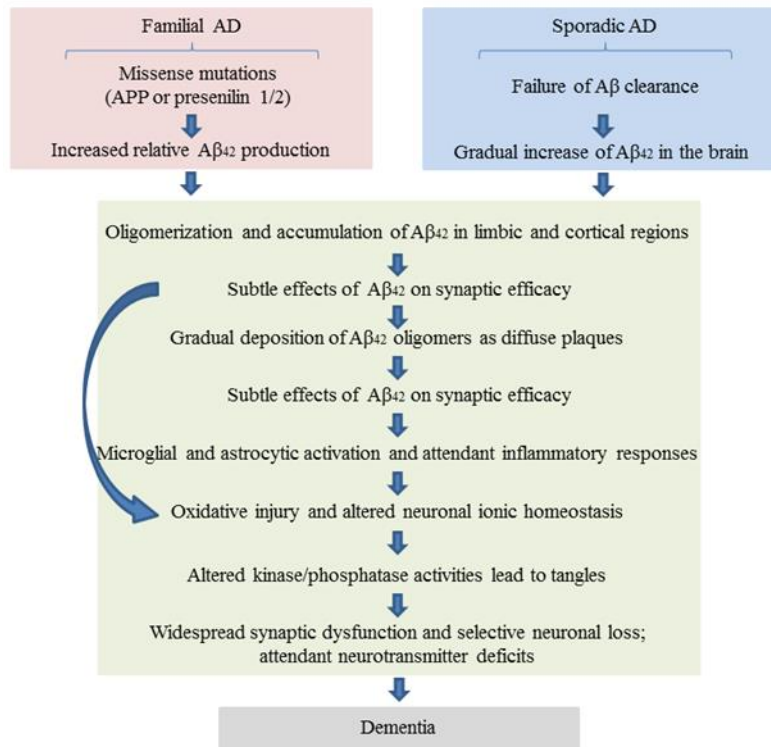 Familial AD
Missense mutations
(APP or presenilin 1/2)
Increased relative Aβ42 production
Sporadic AD
Failure of Aβ clearance
Gradual increase of Aβ42 in the brain
Oligomerization and accumulation of Aβ42 in limbic and cortical regions
Subtle effects of Aβ42 on synaptic efficacy
Gradual deposition of Aβ42 oligomers as diffuse plaques
Subtle effects of Aβ42 on synaptic efficacy
Microglial and astrocytic activation and attendant inflammatory responses
Oxidative injury and altered neuronal ionic homeostasis
Altered kinase/phosphatase activities lead to tangles
Widespread synaptic dysfunction and selective neuronal loss;
attendant neurotransmitter deficits
Dementia